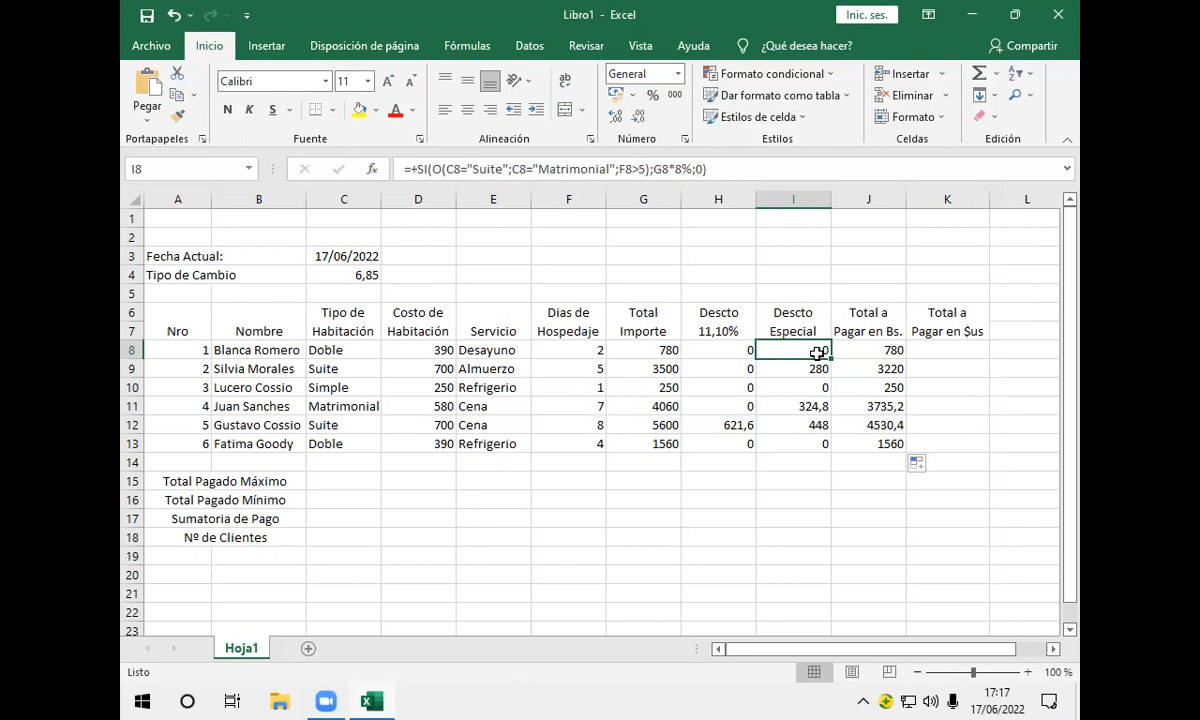 Libro1 - Excel
Inic. ses.
Archivo Inicio Insertar Disposición de página Fórmulas Datos Revisar Vista Ayuda ¿Qué desea hacer? Compartir
Pegar
Calibri 11
N K S
General
% 000
Formato condicional
Dar formato como tabla
Estilos de celda
Insertar
Eliminar
Formato
Portapapeles Fuente Alineación Número Estilos Celdas Edición
I8 fx =+SI(O(C8="Suite";C8="Matrimonial";F8>5);G8*8%;0)
A B C D E F G H I J K L
1
2
3 Fecha Actual: 17/06/2022
4 Tipo de Cambio 6,85
5
6 Tipo de Costo de Dias de Total Descto Descto Total a Total a
7 Nro Nombre Habitación Habitación Servicio Hospedaje Importe 11,10% Especial Pagar en Bs. Pagar en $us
8 1 Blanca Romero Doble 390 Desayuno 2 780 0 0 780
9 2 Silvia Morales Suite 700 Almuerzo 5 3500 0 280 3220
10 3 Lucero Cossio Simple 250 Refrigerio 1 250 0 0 250
11 4 Juan Sanches Matrimonial 580 Cena 7 4060 0 324,8 3735,2
12 5 Gustavo Cossio Suite 700 Cena 8 5600 621,6 448 4530,4
13 6 Fatima Goody Doble 390 Refrigerio 4 1560 0 0 1560
14
15 Total Pagado Máximo
16 Total Pagado Mínimo
17 Sumatoria de Pago
18 Nº de Clientes
19
20
21
22
23
Hoja1
Listo 100 %
17:17
17/06/2022